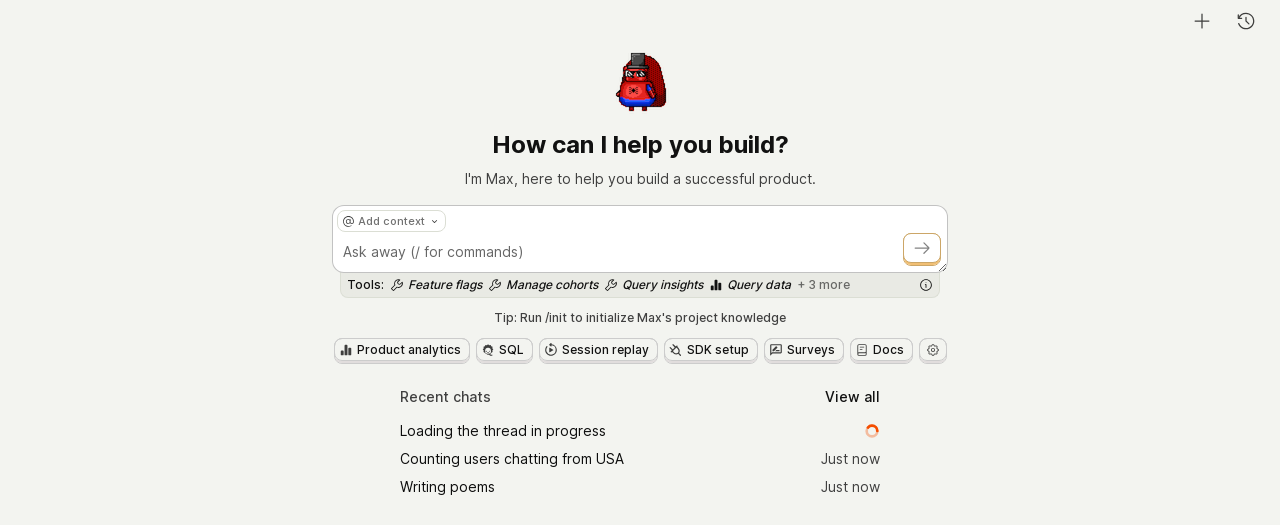 How can I help you build?
I'm Max, here to help you build a successful product.
@ Add context
Ask away (/ for commands)
Tools: Feature flags Manage cohorts Query insights Query data + 3 more
Tip: Run /init to initialize Max's project knowledge
Product analytics SQL Session replay SDK setup Surveys Docs
Recent chats View all
Loading the thread in progress
Counting users chatting from USA Just now
Writing poems Just now